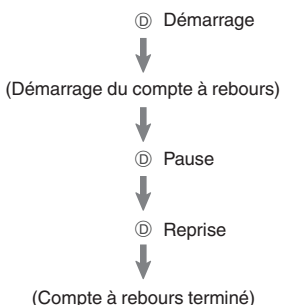 Ⓓ Démarrage
(Démarrage du compte à rebours)
Ⓓ Pause
Ⓓ Reprise
(Compte à rebours terminé)